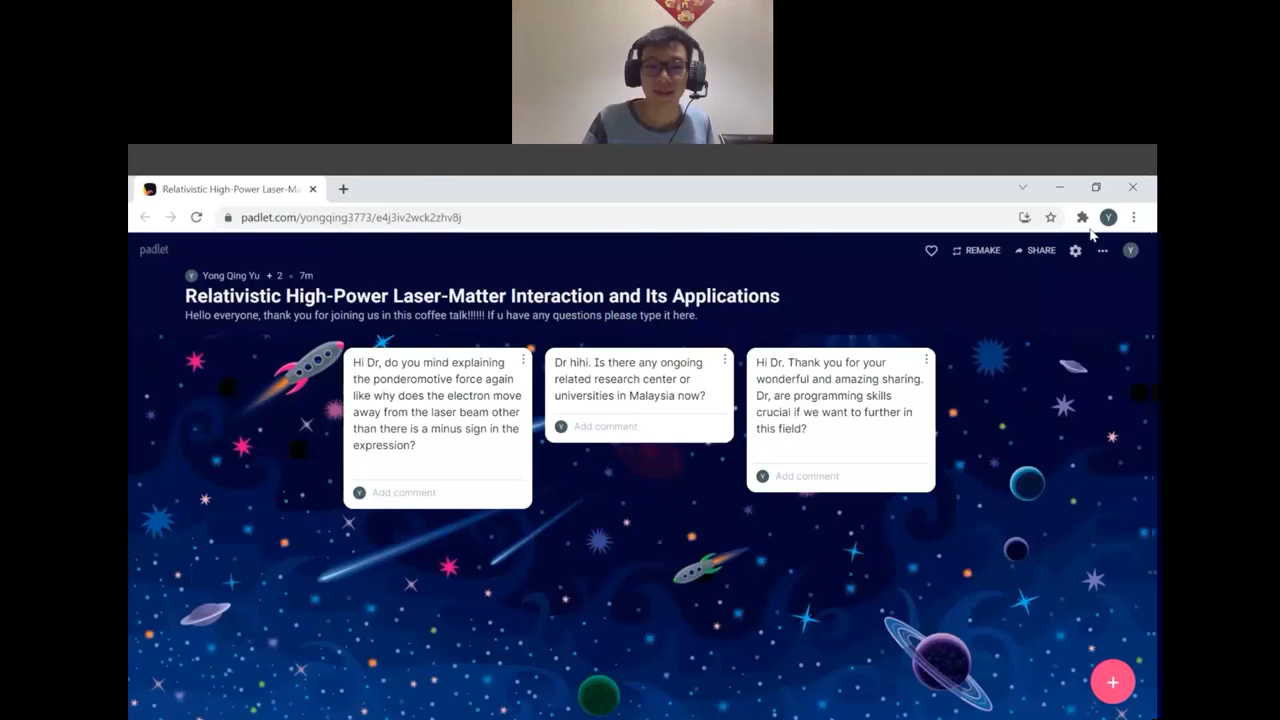 Relativistic High-Power Laser-Ma
padlet.com/yongqing3773/e4j3iv2wck2zhv8j
Y
padlet
REMAKE
SHARE
Y
Y Yong Qing Yu + 2 7m
Relativistic High-Power Laser-Matter Interaction and Its Applications
Hello everyone, thank you for joining us in this coffee talk!!!!!! If u have any questions please type it here.
Hi Dr, do you mind explaining
the ponderomotive force again
like why does the electron move
away from the laser beam other
than there is a minus sign in the
expression?
Y Add comment
Dr hihi. Is there any ongoing
related research center or
universities in Malaysia now?
Y Add comment
Hi Dr. Thank you for your
wonderful and amazing sharing.
Dr, are programming skills
crucial if we want to further in
this field?
Y Add comment